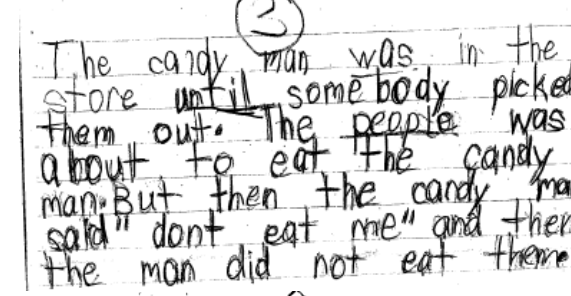 3
The candy man was in the
store until somebody picked
them out. The people was
about to eat the candy
man. But then the candy ma
said" dont eat me" and then
the man did not eat theme